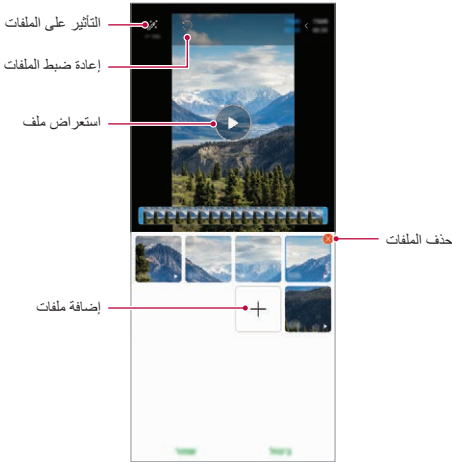 التأثير على الملفات
إعادة ضبط الملفات
استعراض ملف
حذف الملفات
إضافة ملفات